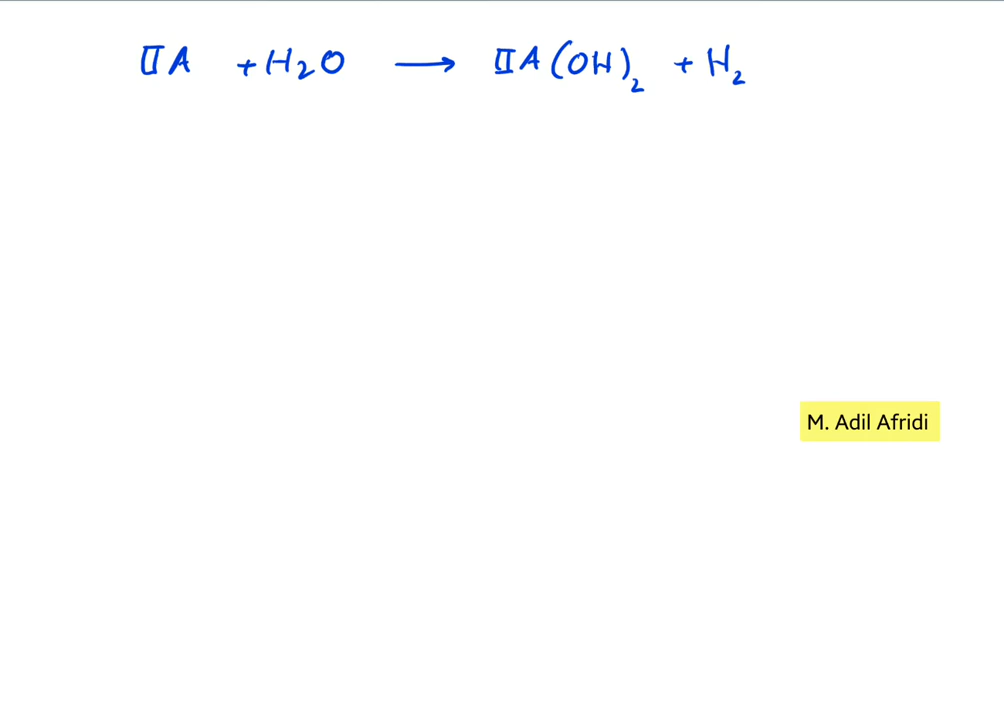 IIA + H₂O ⟶ IIA(OH)₂ + H₂
M. Adil Afridi